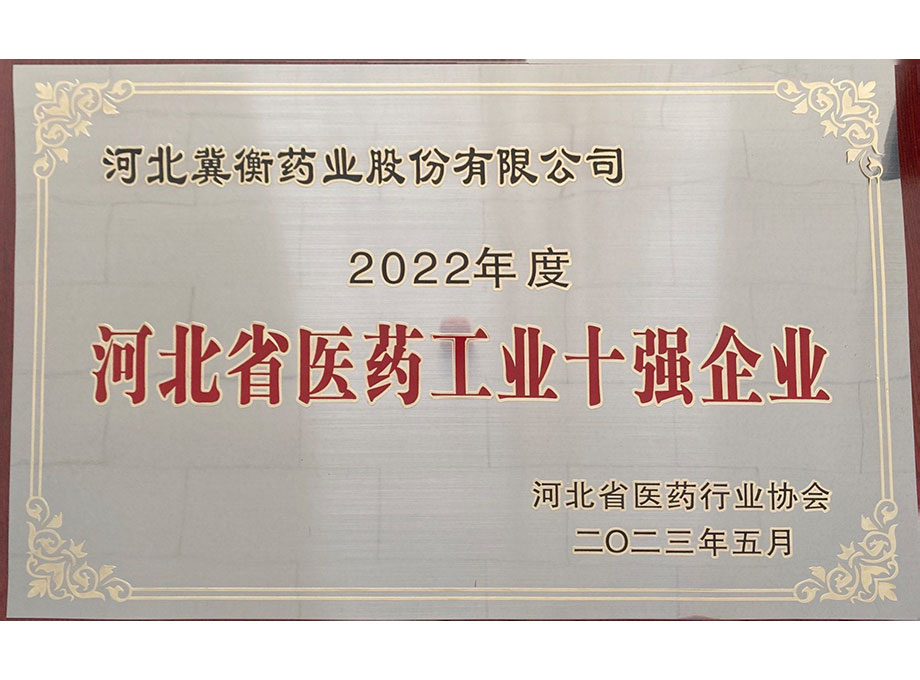 河北冀衡药业股份有限公司
2022年度
河北省医药工业十强企业
河北省医药行业协会
二〇二三年五月